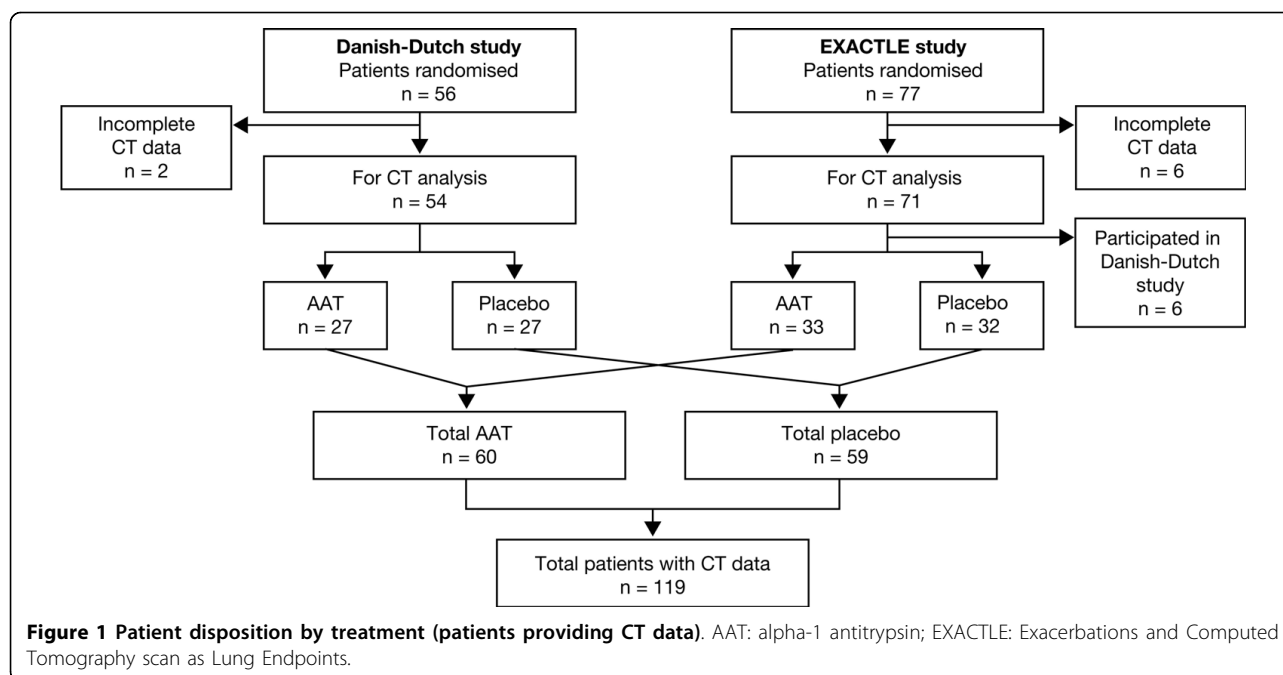 Danish-Dutch study
Patients randomised
n = 56
EXACTLE study
Patients randomised
n = 77
Incomplete
CT data
n = 2
Incomplete
CT data
n = 6
For CT analysis
n = 54
For CT analysis
n = 71
Participated in
Danish-Dutch
study
n = 6
AAT
n = 27
Placebo
n = 27
AAT
n = 33
Placebo
n = 32
Total AAT
n = 60
Total placebo
n = 59
Total patients with CT data
n = 119
Figure 1 Patient disposition by treatment (patients providing CT data). AAT: alpha-1 antitrypsin; EXACTLE: Exacerbations and Computed
Tomography scan as Lung Endpoints.